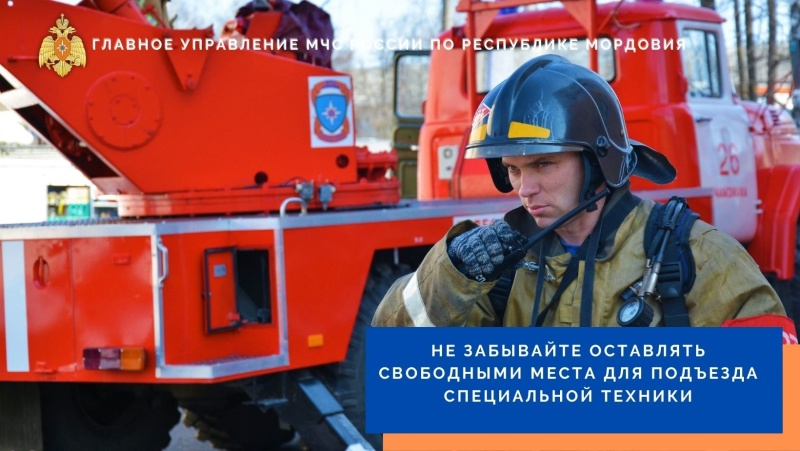 ГЛАВНОЕ УПРАВЛЕНИЕ МЧС РОССИИ ПО РЕСПУБЛИКЕ МОРДОВИЯ
26
НЕ ЗАБЫВАЙТЕ ОСТАВЛЯТЬ
СВОБОДНЫМИ МЕСТА ДЛЯ ПОДЪЕЗДА
СПЕЦИАЛЬНОЙ ТЕХНИКИ